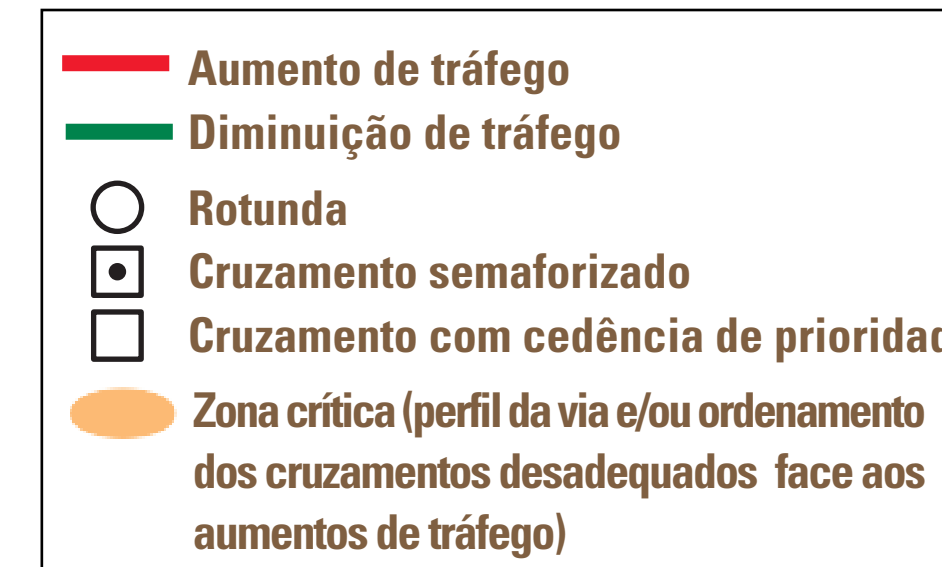 Aumento de tráfego
Diminuição de tráfego
Rotunda
Cruzamento semaforizado
Cruzamento com cedência de
Zona crítica (perfil da via e/ou ordenamento
dos cruzamentos desadequados face aos
aumentos de tráfego)